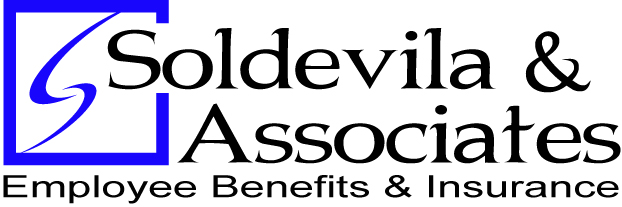 Soldevila &
Associates
Employee Benefits & Insurance